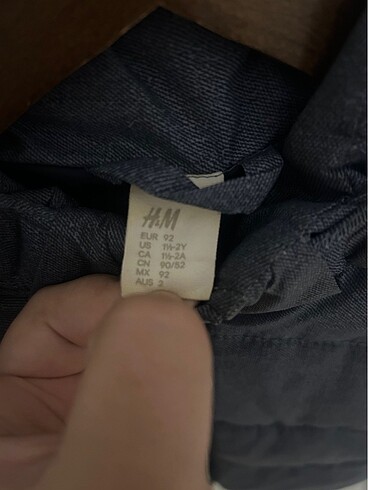 H&M
EUR 92
US 1½-2Y
CA 1½-2A
CN 90/52
MX 92
AUS 2